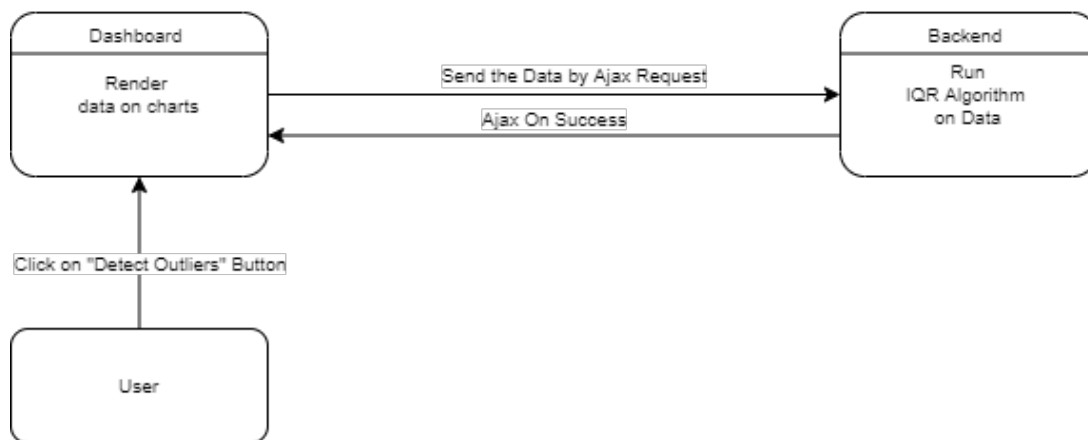 Dashboard
Render
data on charts
Send the Data by Ajax Request
Ajax On Success
Backend
Run
IQR Algorithm
on Data
Click on "Detect Outliers" Button
User